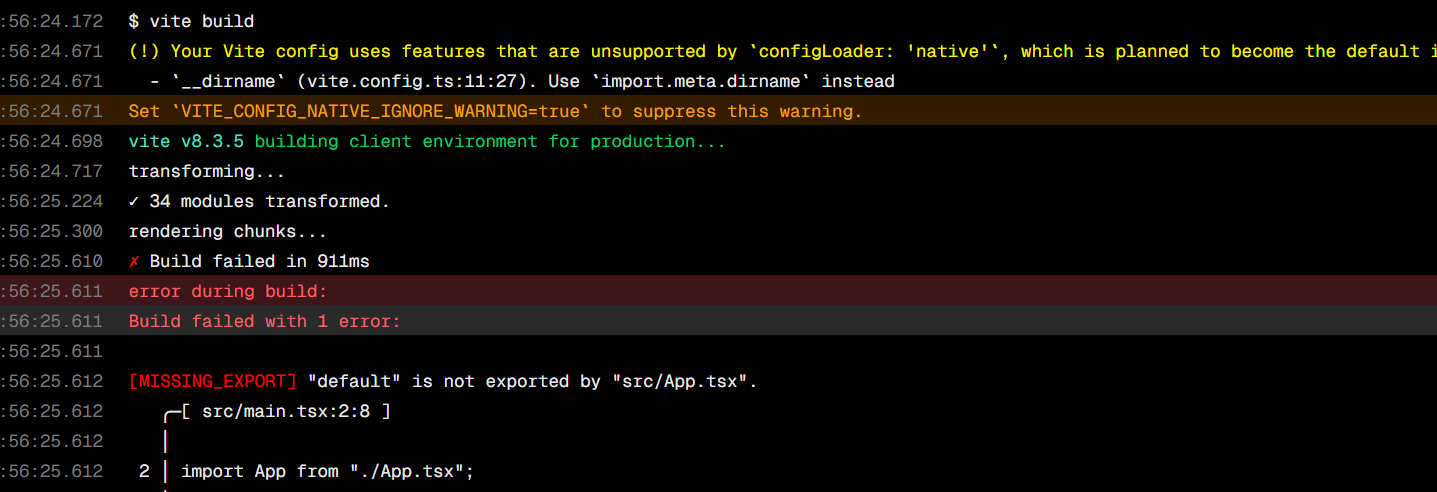 :56:24.172 $ vite build
:56:24.671 (!) Your Vite config uses features that are unsupported by `configLoader: 'native'`, which is planned to become the default
:56:24.671 - `__dirname` (vite.config.ts:11:27). Use `import.meta.dirname` instead
:56:24.671 Set `VITE_CONFIG_NATIVE_IGNORE_WARNING=true` to suppress this warning.
:56:24.698 vite v8.3.5 building client environment for production...
:56:24.717 transforming...
:56:25.224 ✓ 34 modules transformed.
:56:25.300 rendering chunks...
:56:25.610 ✗ Build failed in 911ms
:56:25.611 error during build:
:56:25.611 Build failed with 1 error:
:56:25.611
:56:25.612 [MISSING_EXPORT] "default" is not exported by "src/App.tsx".
:56:25.612 ╭─[ src/main.tsx:2:8 ]
:56:25.612 │
:56:25.612 2 │ import App from "./App.tsx";